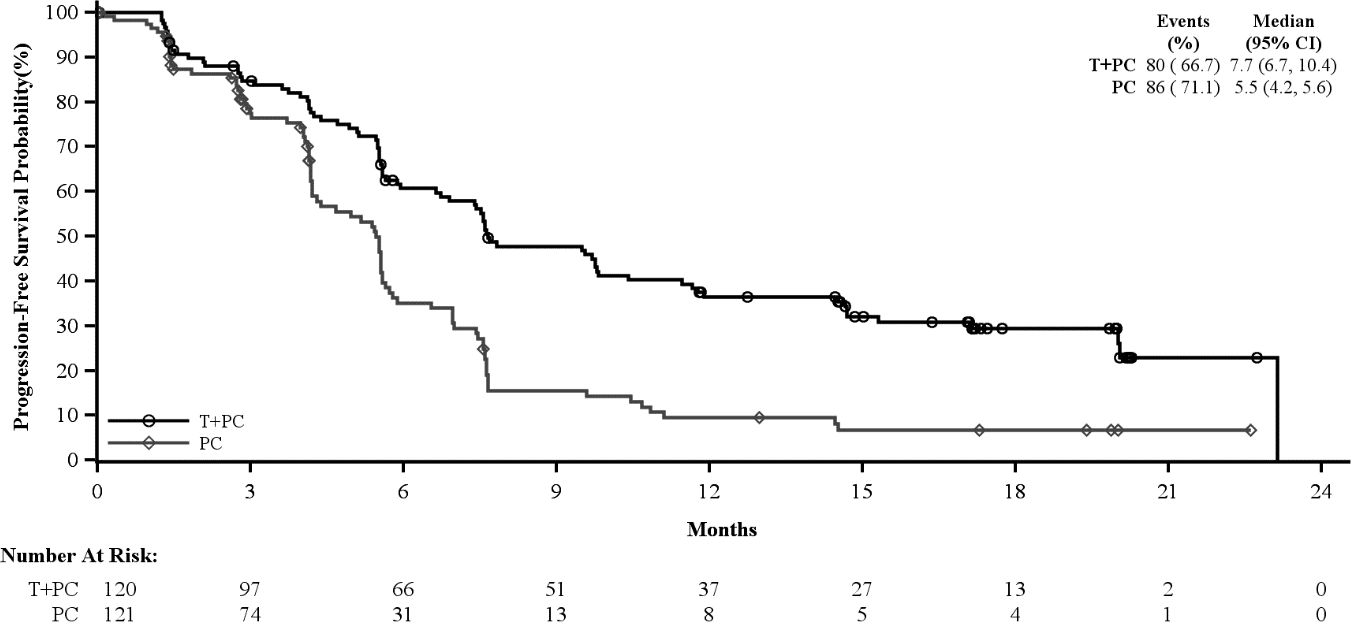 Progression-Free Survival Probability(%)
100
90
80
70
60
50
40
30
20
10
0
Events Median
(%) (95% CI)
T+PC 80 ( 66.7) 7.7 (6.7, 10.4)
PC 86 ( 71.1) 5.5 (4.2, 5.6)
T+PC
PC
0 3 6 9 12 15 18 21 24
Months
Number At Risk:
T+PC 120 97 66 51 37 27 13 2 0
PC 121 74 31 13 8 5 4 1 0